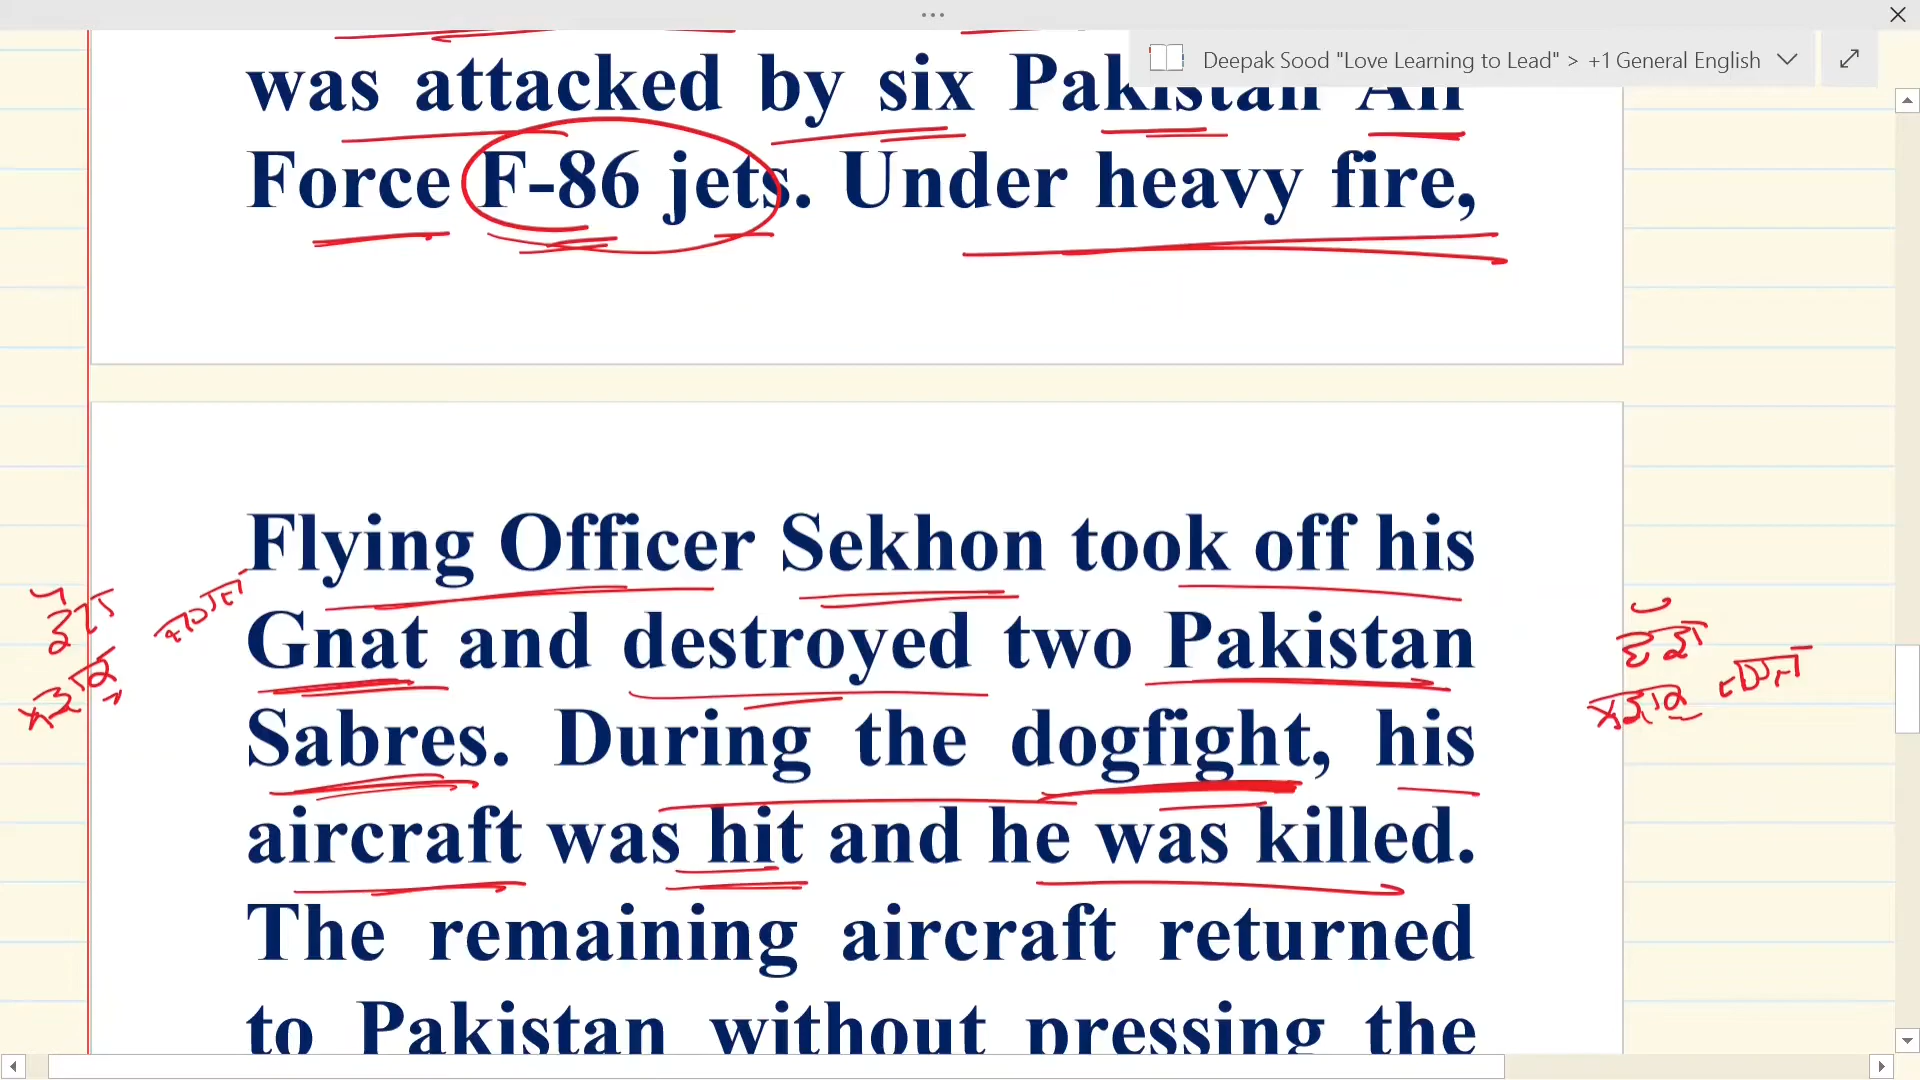 Deepak Sood "Love Learning to Lead" > +1 General English
was attacked by six Pakistan Air
Force F-86 jets. Under heavy fire,
Flying Officer Sekhon took off his
Gnat and destroyed two Pakistan
Sabres. During the dogfight, his
aircraft was hit and he was killed.
The remaining aircraft returned
to Pakistan without pressing the